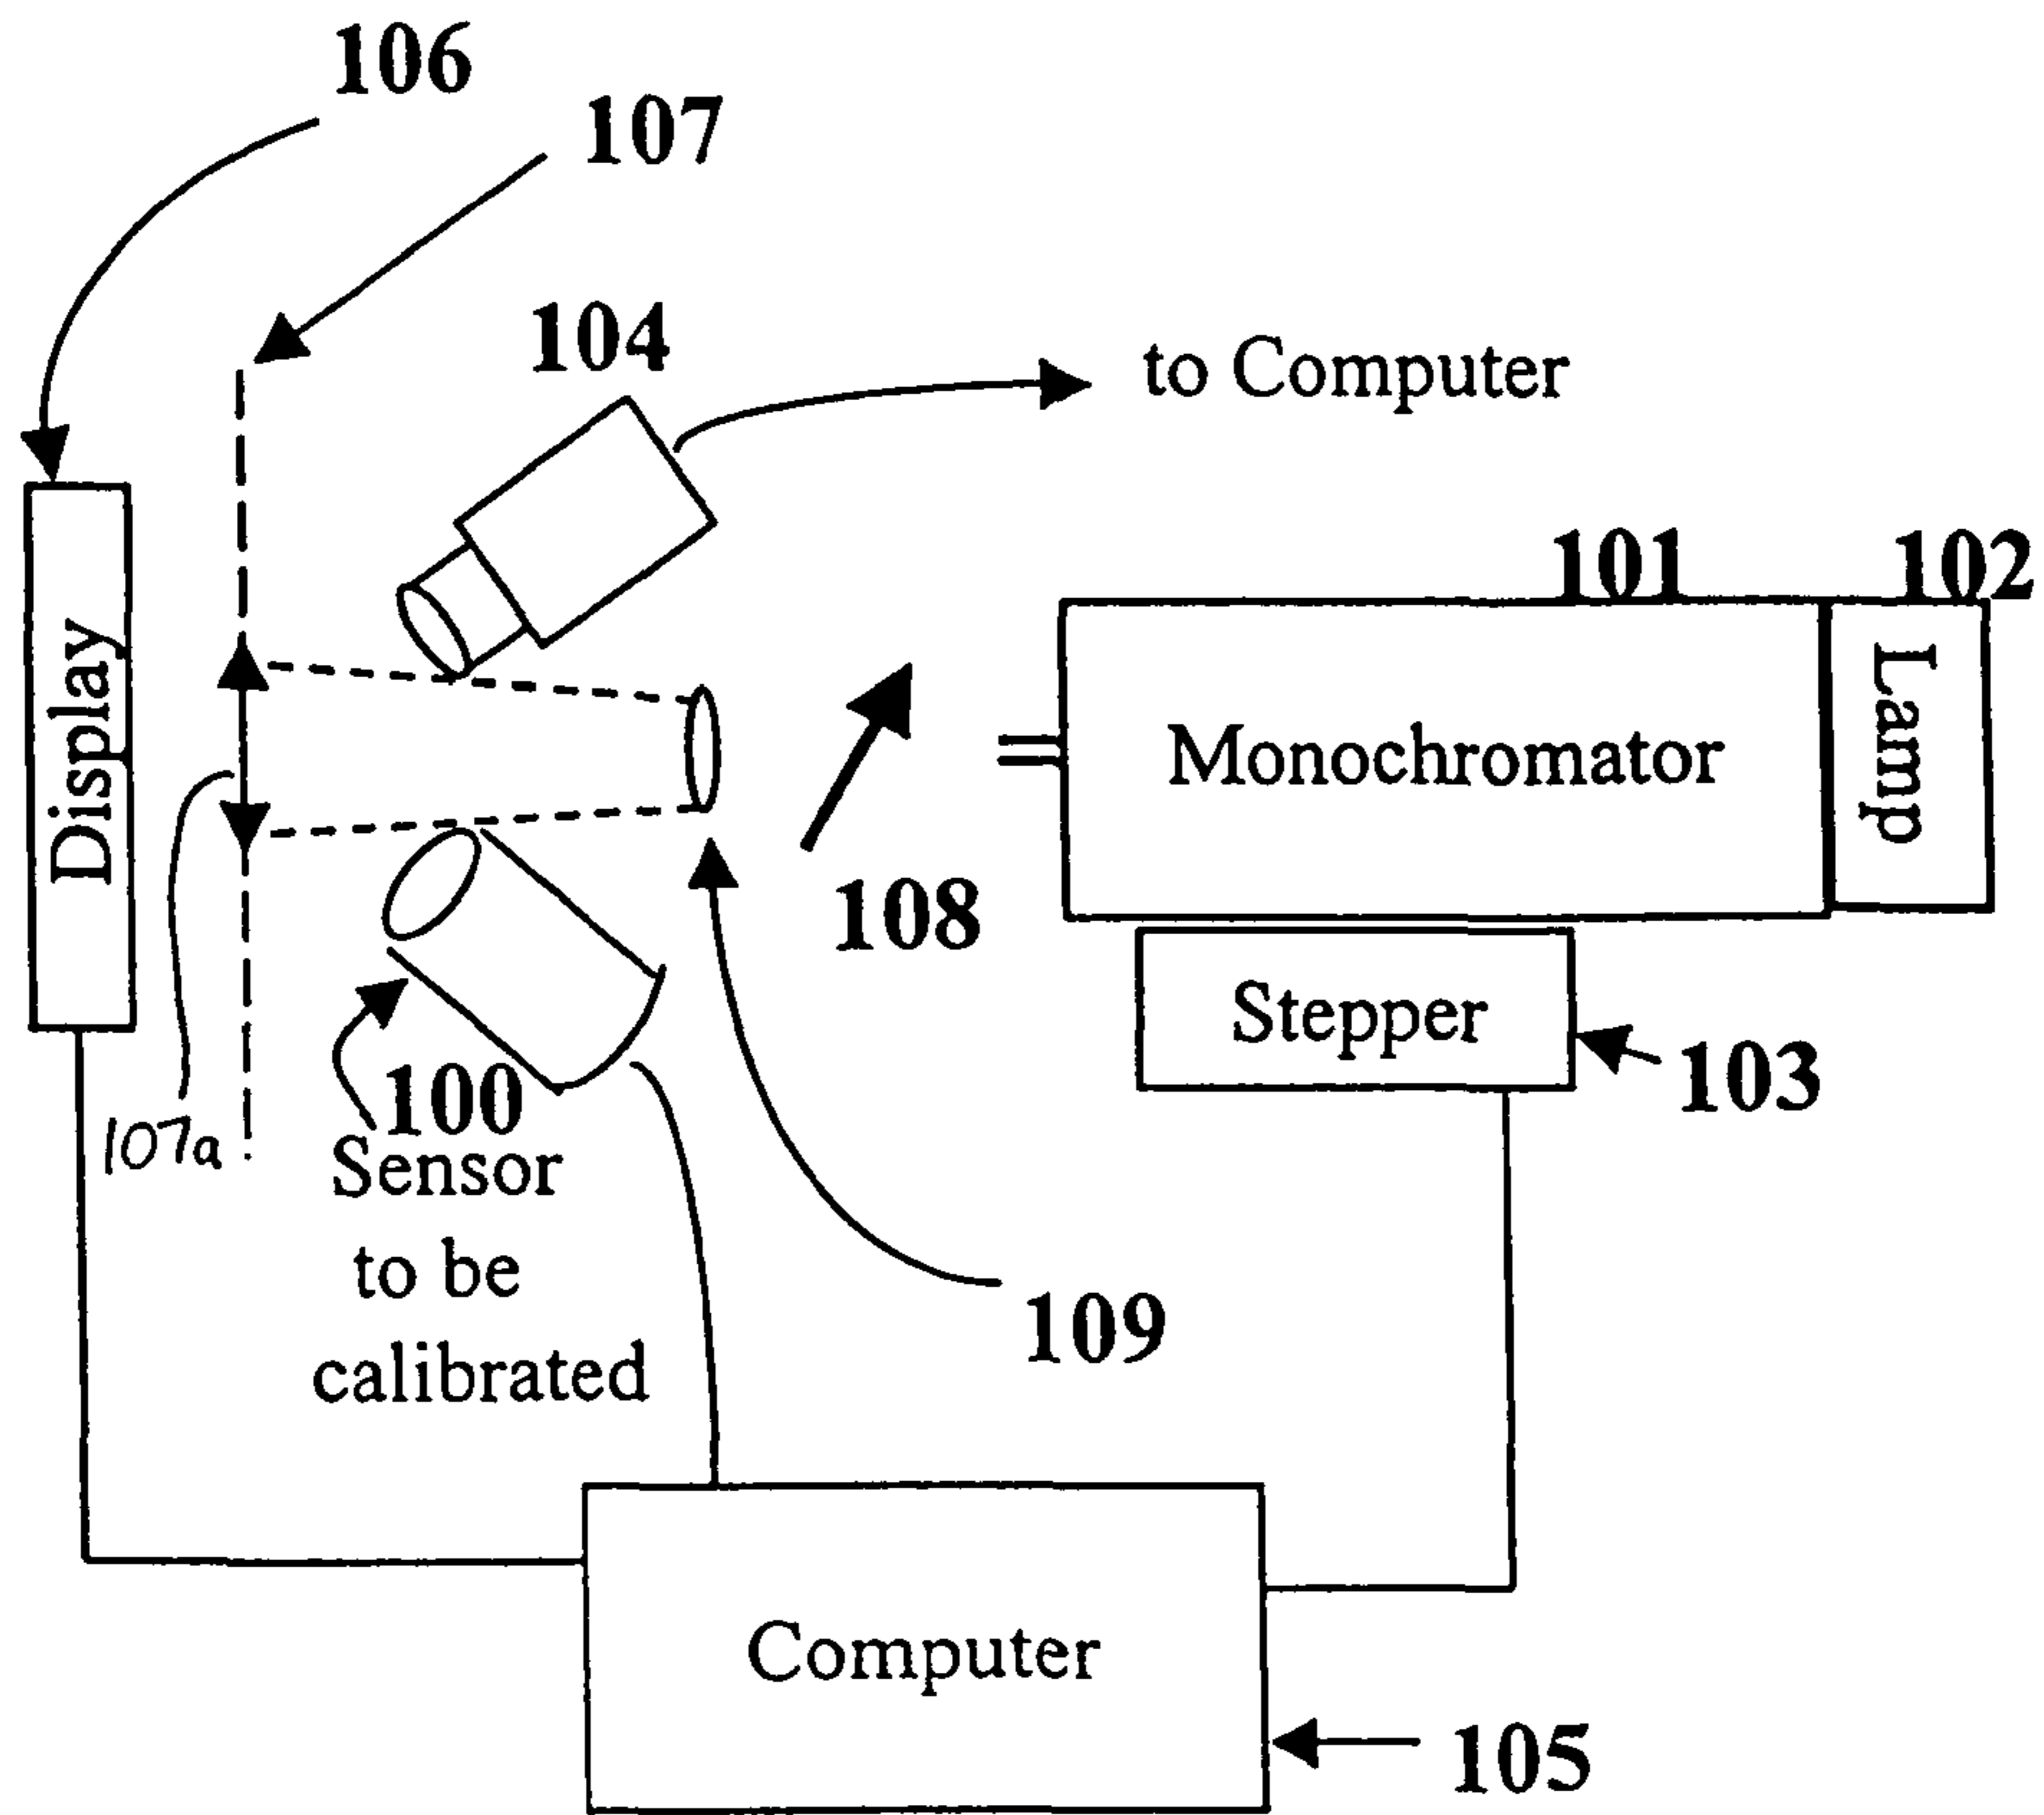 106
107
104
to Computer
101
102
Display
Monochromator
Lamp
108
Stepper
103
100
107a
Sensor
to be
calibrated
109
Computer
105